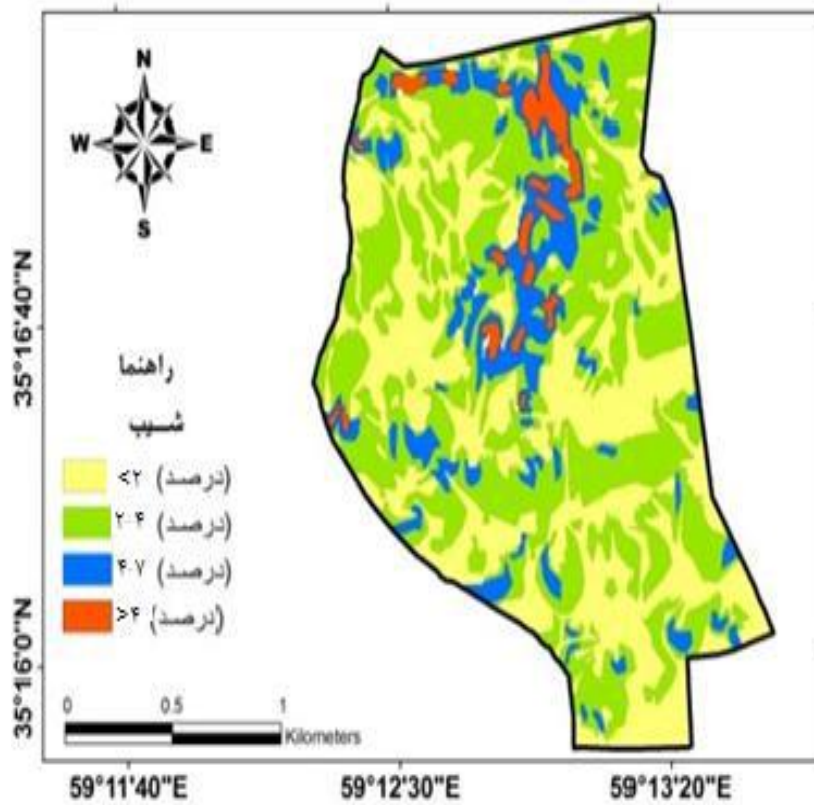 N
W E
S
35°16'40"N
راهنما
شــیب
<۲ (درصد)
۲-۴ (درصد)
۴-۷ (درصد)
>۴ (درصد)
35°16'0"N
0 0.5 1
Kilometers
59°11'40"E 59°12'30"E 59°13'20"E